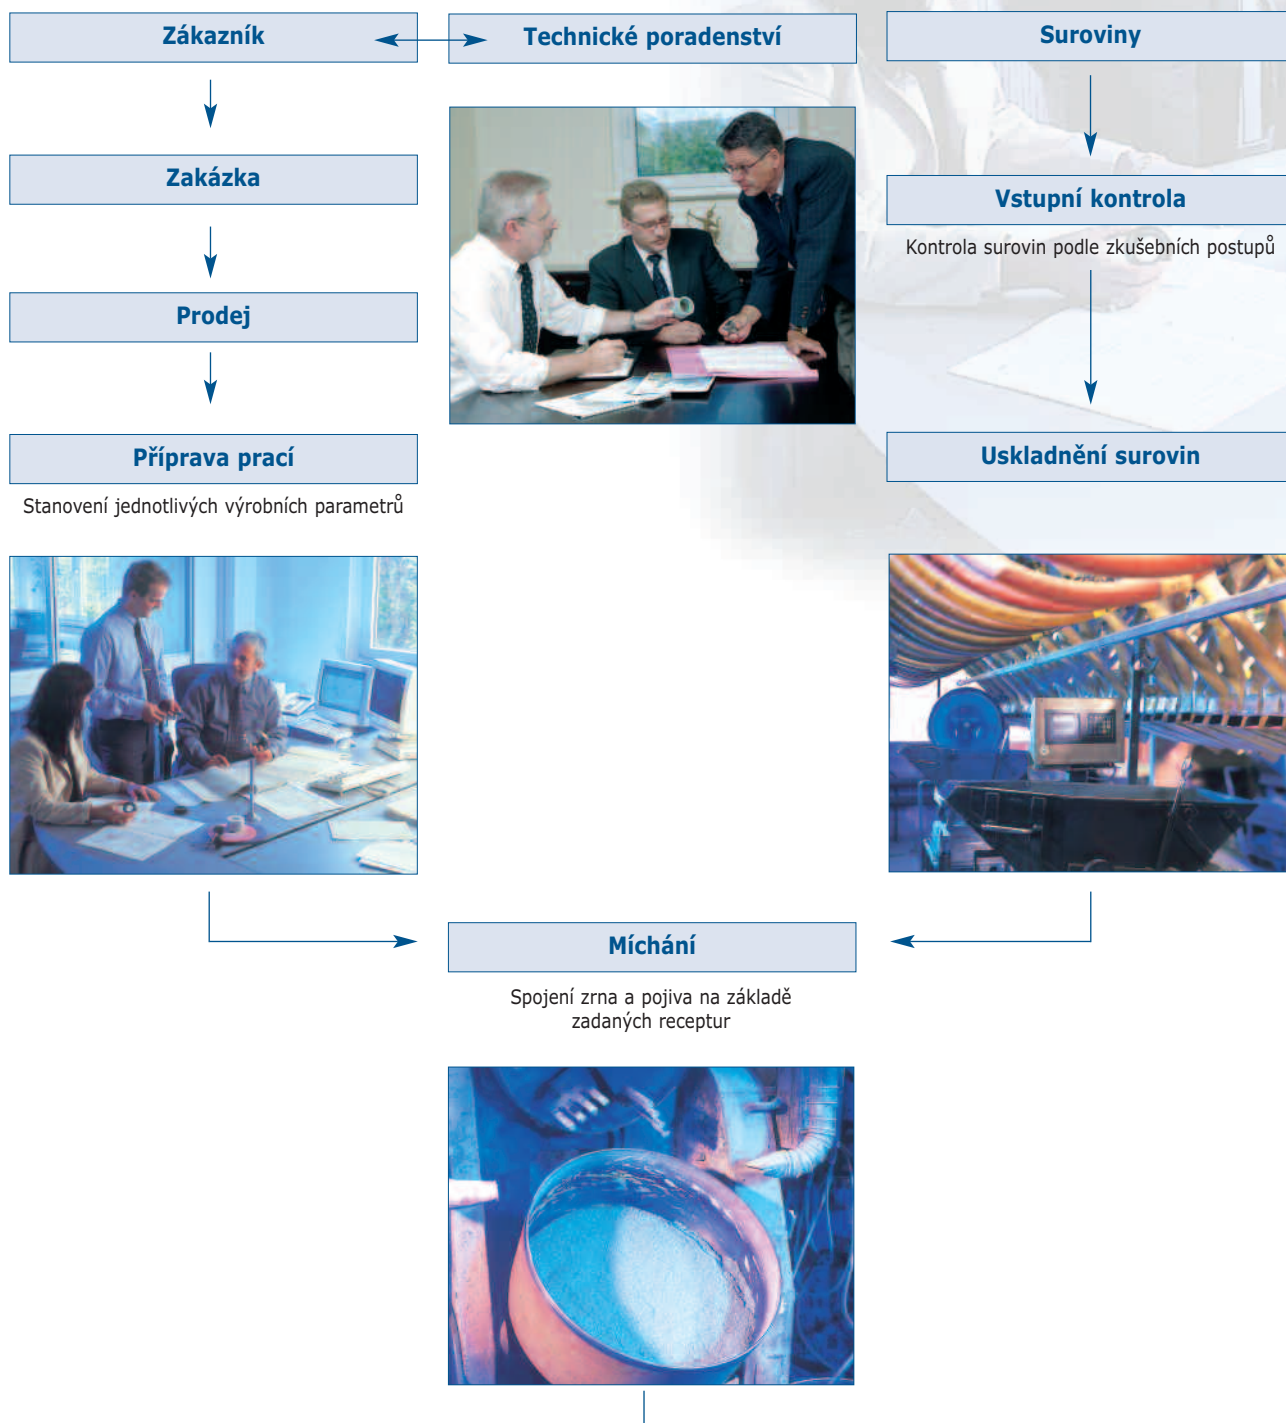 Zákazník
Technické poradenství
Suroviny
Zakázka
Vstupní kontrola
Kontrola surovin podle zkušebních postupů
Prodej
Příprava prací
Stanovení jednotlivých výrobních parametrů
Uskladnění surovin
Míchání
Spojení zrna a pojiva na základě
zadaných receptur